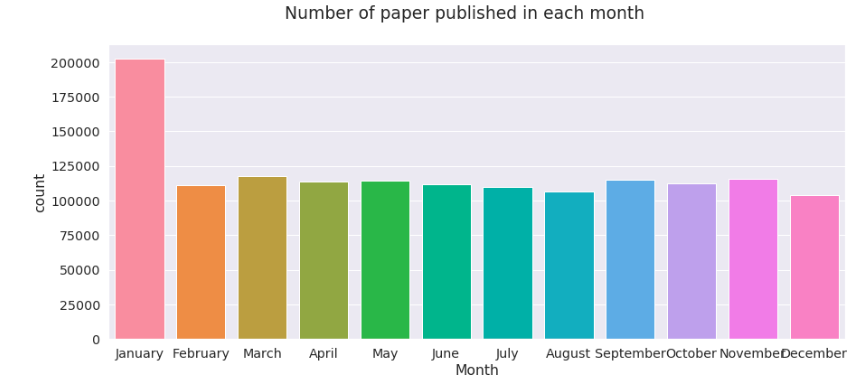 Number of paper published in each month
200000
175000
150000
125000
100000
75000
50000
25000
0
count
January February March April May June July August September October November December
Month